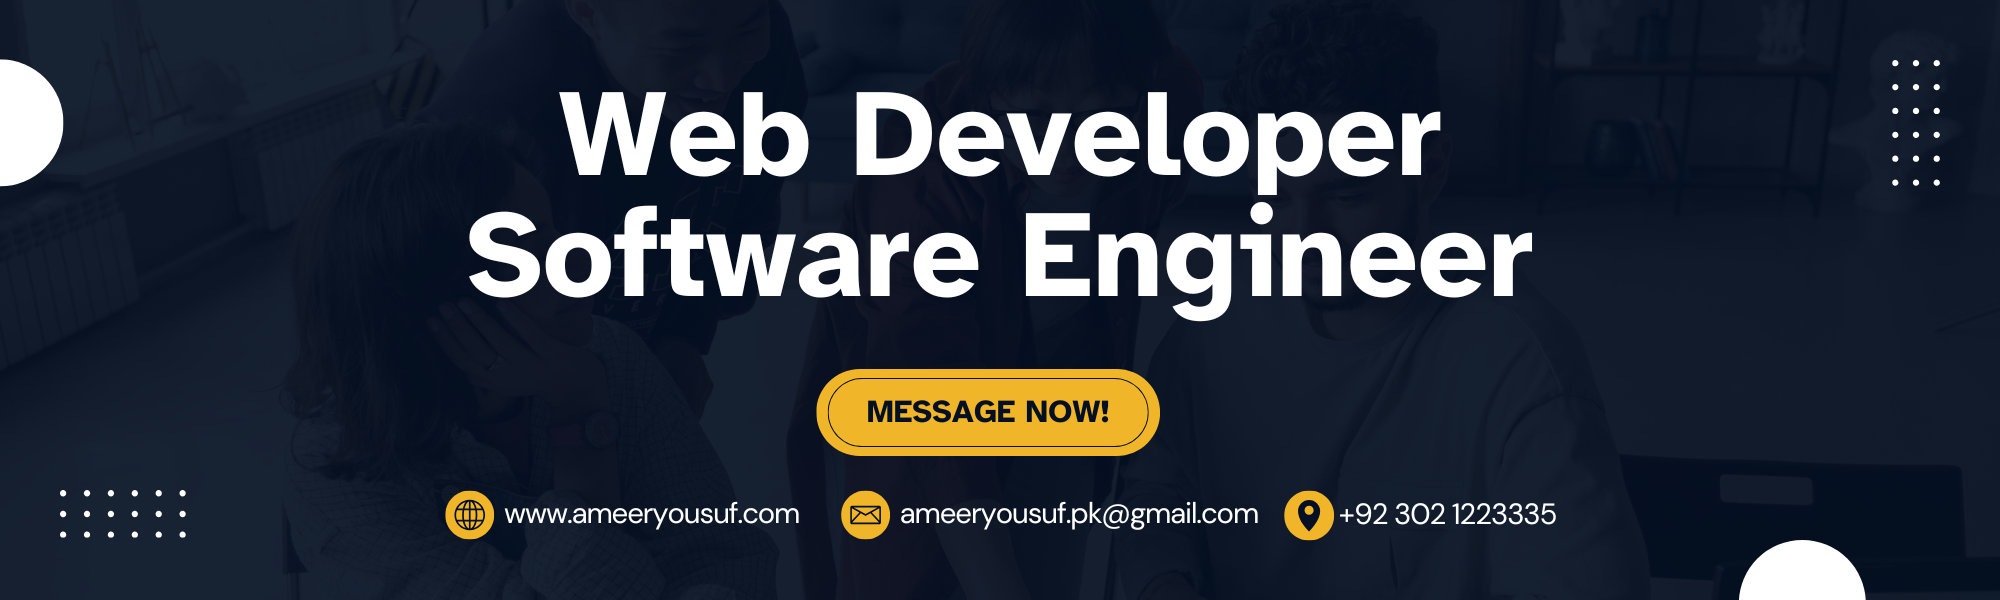 Web Developer
Software Engineer
MESSAGE NOW!
www.ameeryousuf.com ameeryousuf.pk@gmail.com +92 302 1223335